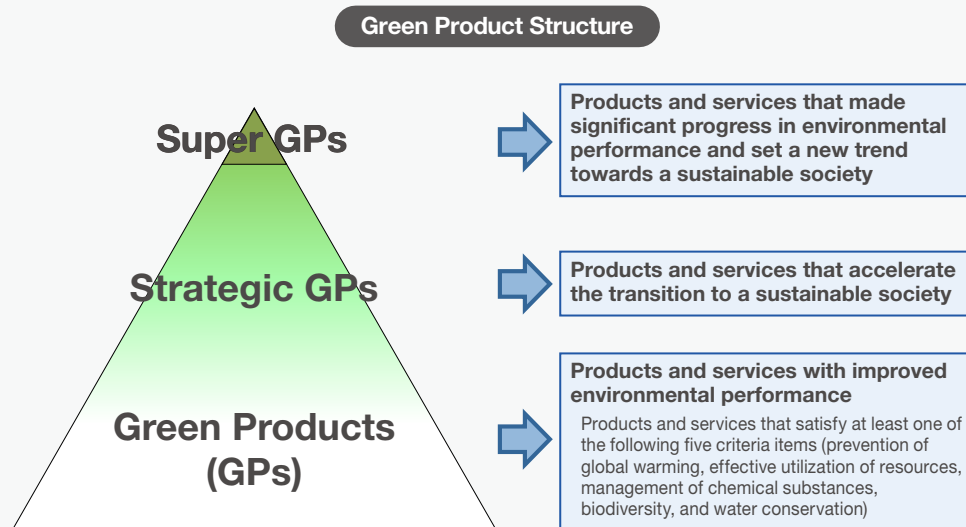 Green Product Structure
Super GPs
Products and services that made
significant progress in environmental
performance and set a new trend
towards a sustainable society
Strategic GPs
Products and services that accelerate
the transition to a sustainable society
Green Products
(GPs)
Products and services with improved
environmental performance
Products and services that satisfy at least one of
the following five criteria items (prevention of
global warming, effective utilization of resources,
management of chemical substances,
biodiversity, and water conservation)